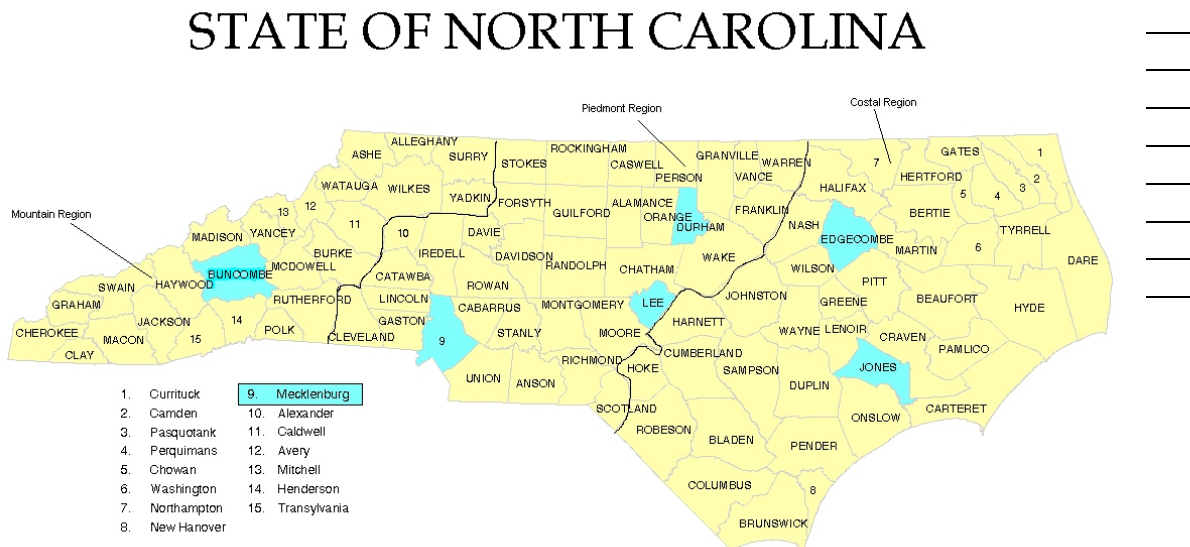 STATE OF NORTH CAROLINA
Piedmont Region
Costal Region
Mountain Region
ALLEGHANY
ASHE
SURRY
STOKES
ROCKINGHAM
CASWELL
PERSON
GRANVILLE
VANCE
WARREN
7
GATES
1
HERTFORD
2
3
4
5
WATAUGA
WILKES
YADKIN
FORSYTH
GUILFORD
ALAMANCE
ORANGE
DURHAM
FRANKLIN
HALIFAX
NASH
BERTIE
TYRRELL
12
13
11
10
MADISON
YANCEY
BURKE
IREDELL
DAVIE
DAVIDSON
RANDOLPH
CHATHAM
WAKE
EDGECOMBE
MARTIN
6
DARE
BUNCOMBE
MCDOWELL
CATAWBA
ROWAN
WILSON
PITT
SWAIN
HAYWOOD
RUTHERFORD
LINCOLN
CABARRUS
MONTGOMERY
LEE
JOHNSTON
GREENE
BEAUFORT
HYDE
GRAHAM
JACKSON
14
POLK
CLEVELAND
GASTON
9
STANLY
MOORE
HARNETT
WAYNE
LENOIR
CRAVEN
PAMLICO
CHEROKEE
MACON
15
CLAY
RICHMOND
HOKE
CUMBERLAND
SAMPSON
DUPLIN
JONES
UNION
ANSON
SCOTLAND
ROBESON
BLADEN
PENDER
ONSLOW
CARTERET
COLUMBUS
8
BRUNSWICK
1. Currituck
2. Camden
3. Pasquotank
4. Perquimans
5. Chowan
6. Washington
7. Northampton
8. New Hanover
9. Mecklenburg
10. Alexander
11. Caldwell
12. Avery
13. Mitchell
14. Henderson
15. Transylvania